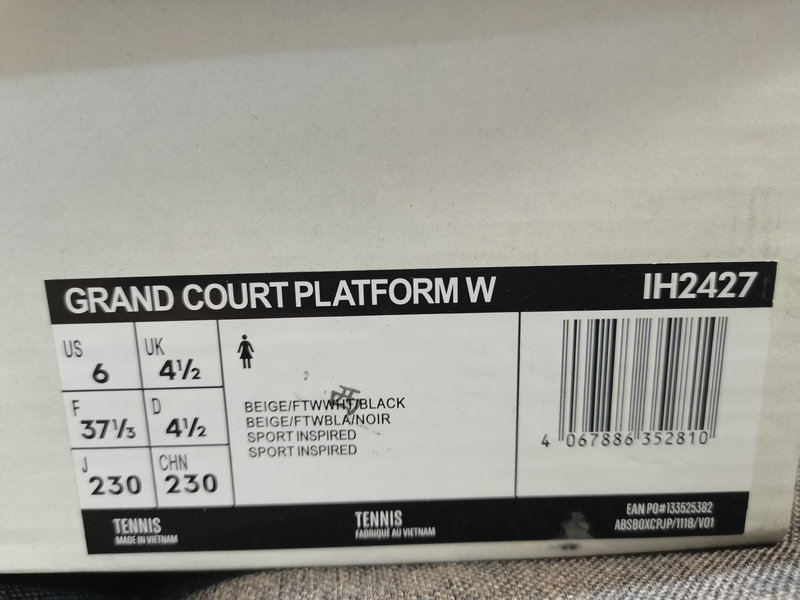 GRAND COURT PLATFORM W IH2427
US 6 UK 4½
F 37⅓ D 4½
J 230 CHN 230
BEIGE/FTWWHT/BLACK
BEIGE/FTWBLA/NOIR
SPORT INSPIRED
SPORT INSPIRED
4 067886 352810
TENNIS
MADE IN VIETNAM
TENNIS
FABRIQUÉ AU VIETNAM
EAN PO#133525382
ABSBOXCPJP/1118/V01